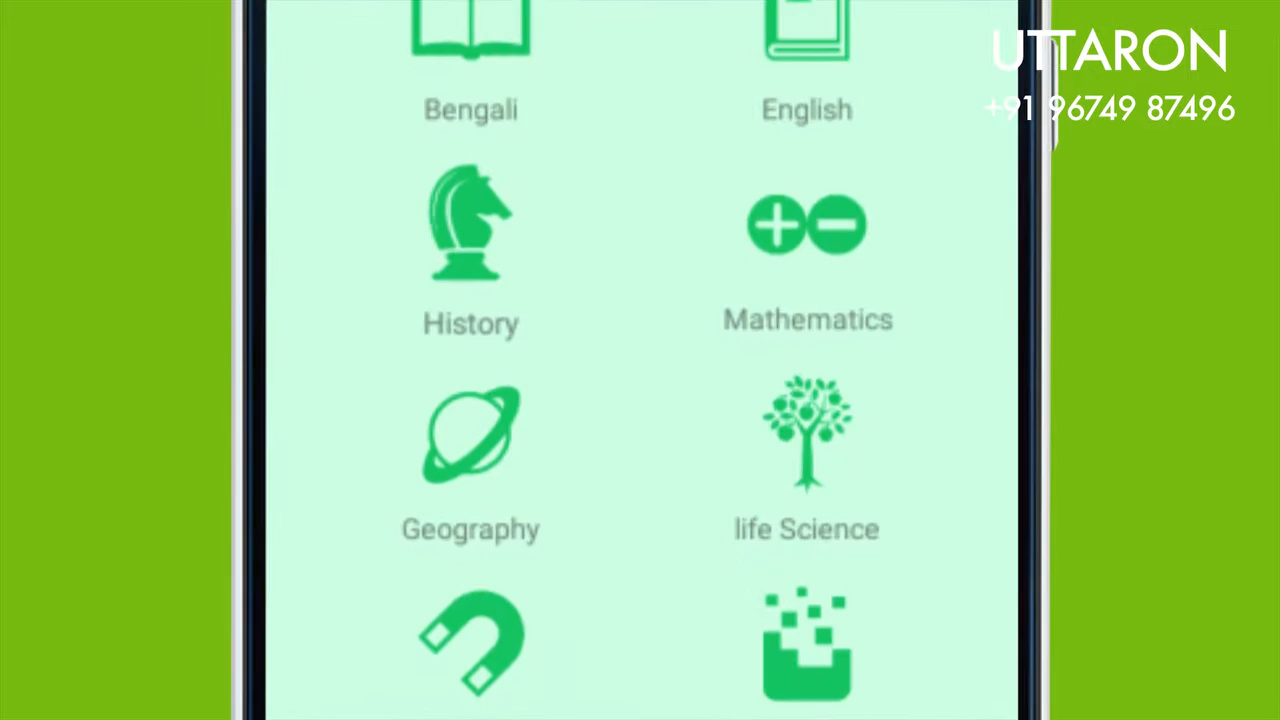 UTTARON
+91 96749 87496
Bengali
English
History
Mathematics
Geography
life Science